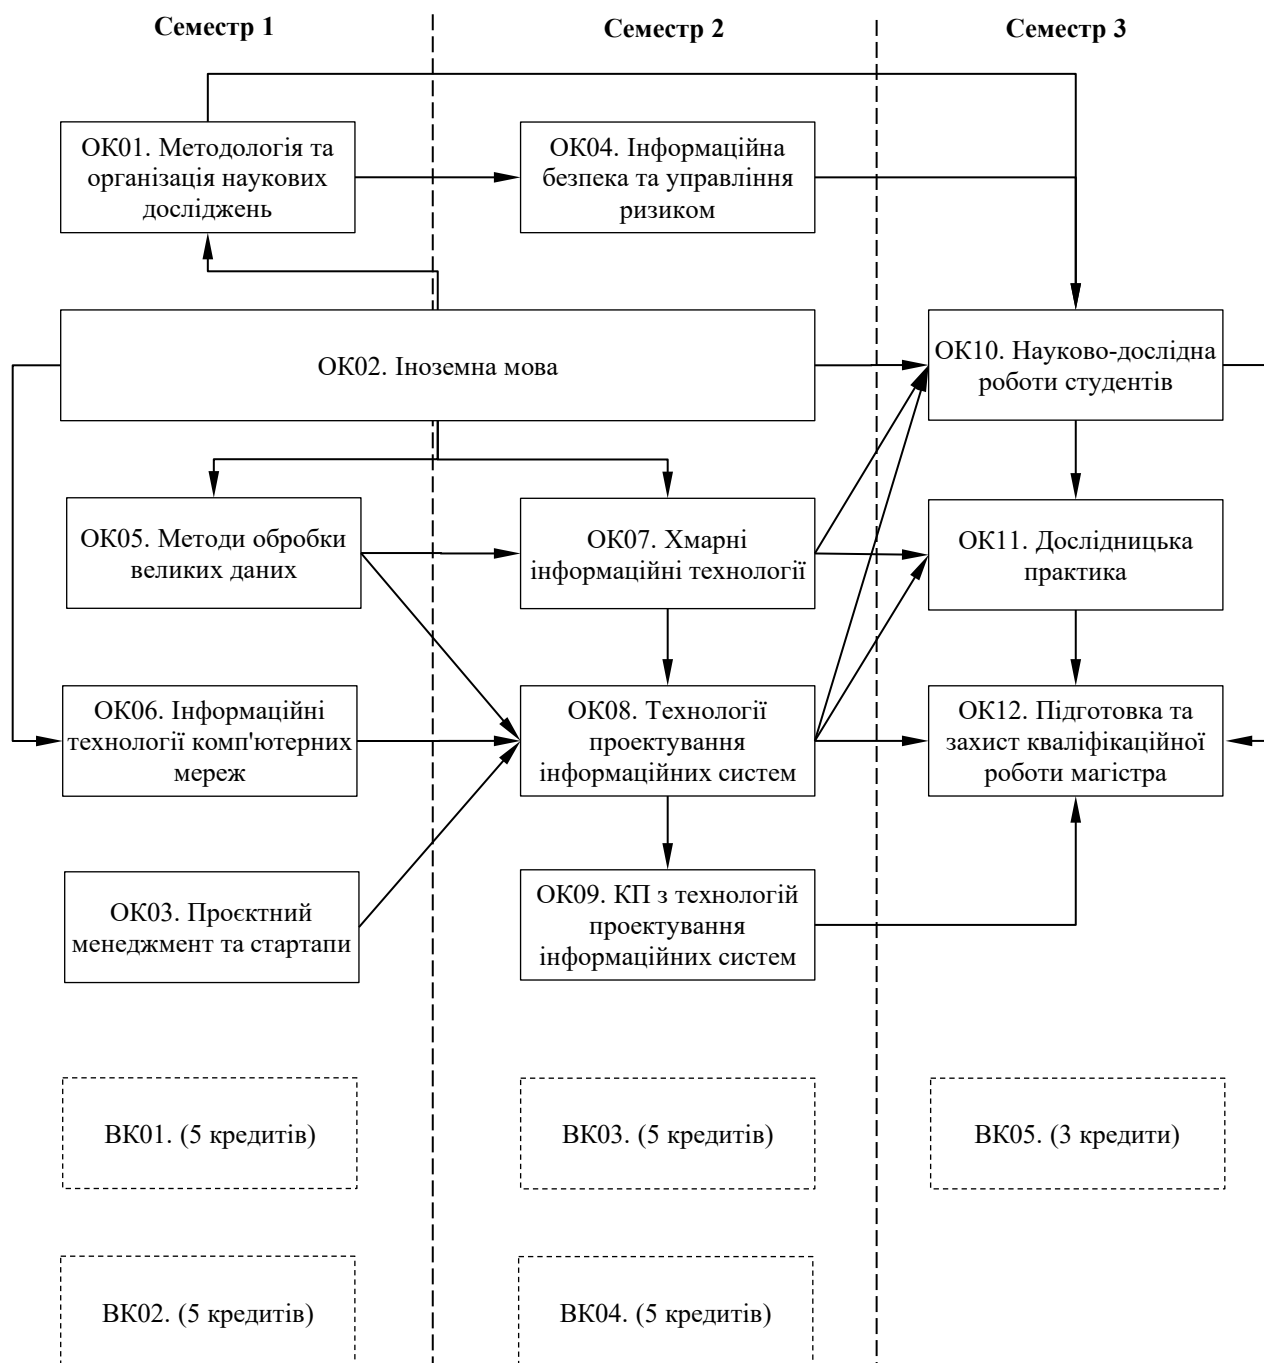 Семестр 1
Семестр 2
Семестр 3
ОК01. Методологія та
організація наукових
досліджень
ОК04. Інформаційна
безпека та управління
ризиком
ОК02. Іноземна мова
ОК10. Науково-дослідна
роботи студентів
ОК05. Методи обробки
великих даних
ОК07. Хмарні
інформаційні технології
ОК11. Дослідницька
практика
ОК06. Інформаційні
технології комп'ютерних
мереж
ОК08. Технології
проектування
інформаційних систем
ОК12. Підготовка та
захист кваліфікаційної
роботи магістра
ОК03. Проєктний
менеджмент та стартапи
ОК09. КП з технологій
проектування
інформаційних систем
ВК01. (5 кредитів)
ВК03. (5 кредитів)
ВК05. (3 кредити)
ВК02. (5 кредитів)
ВК04. (5 кредитів)